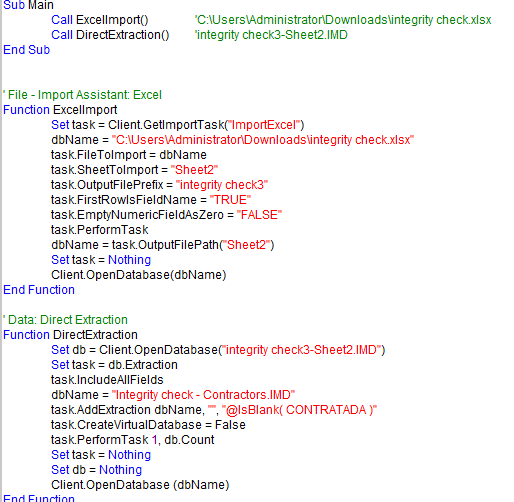 Sub Main
	Call ExcelImport()	'C:\Users\Administrator\Downloads\integrity check.xlsx
	Call DirectExtraction()	'integrity check3-Sheet2.IMD
End Sub

' File - Import Assistant: Excel
Function ExcelImport
	Set task = Client.GetImportTask("ImportExcel")
	dbName = "C:\Users\Administrator\Downloads\integrity check.xlsx"
	task.FileToImport = dbName
	task.SheetToImport = "Sheet2"
	task.OutputFilePrefix = "integrity check3"
	task.FirstRowIsFieldName = "TRUE"
	task.EmptyNumericFieldAsZero = "FALSE"
	task.PerformTask
	dbName = task.OutputFilePath("Sheet2")
	Set task = Nothing
	Client.OpenDatabase(dbName)
End Function

' Data: Direct Extraction
Function DirectExtraction
	Set db = Client.OpenDatabase("integrity check3-Sheet2.IMD")
	Set task = db.Extraction
	task.IncludeAllFields
	dbName = "Integrity check - Contractors.IMD"
	task.AddExtraction dbName, "", "@IsBlank( CONTRATADA )"
	task.CreateVirtualDatabase = False
	task.PerformTask 1, db.Count
	Set task = Nothing
	Set db = Nothing
	Client.OpenDatabase (dbName)
End Function